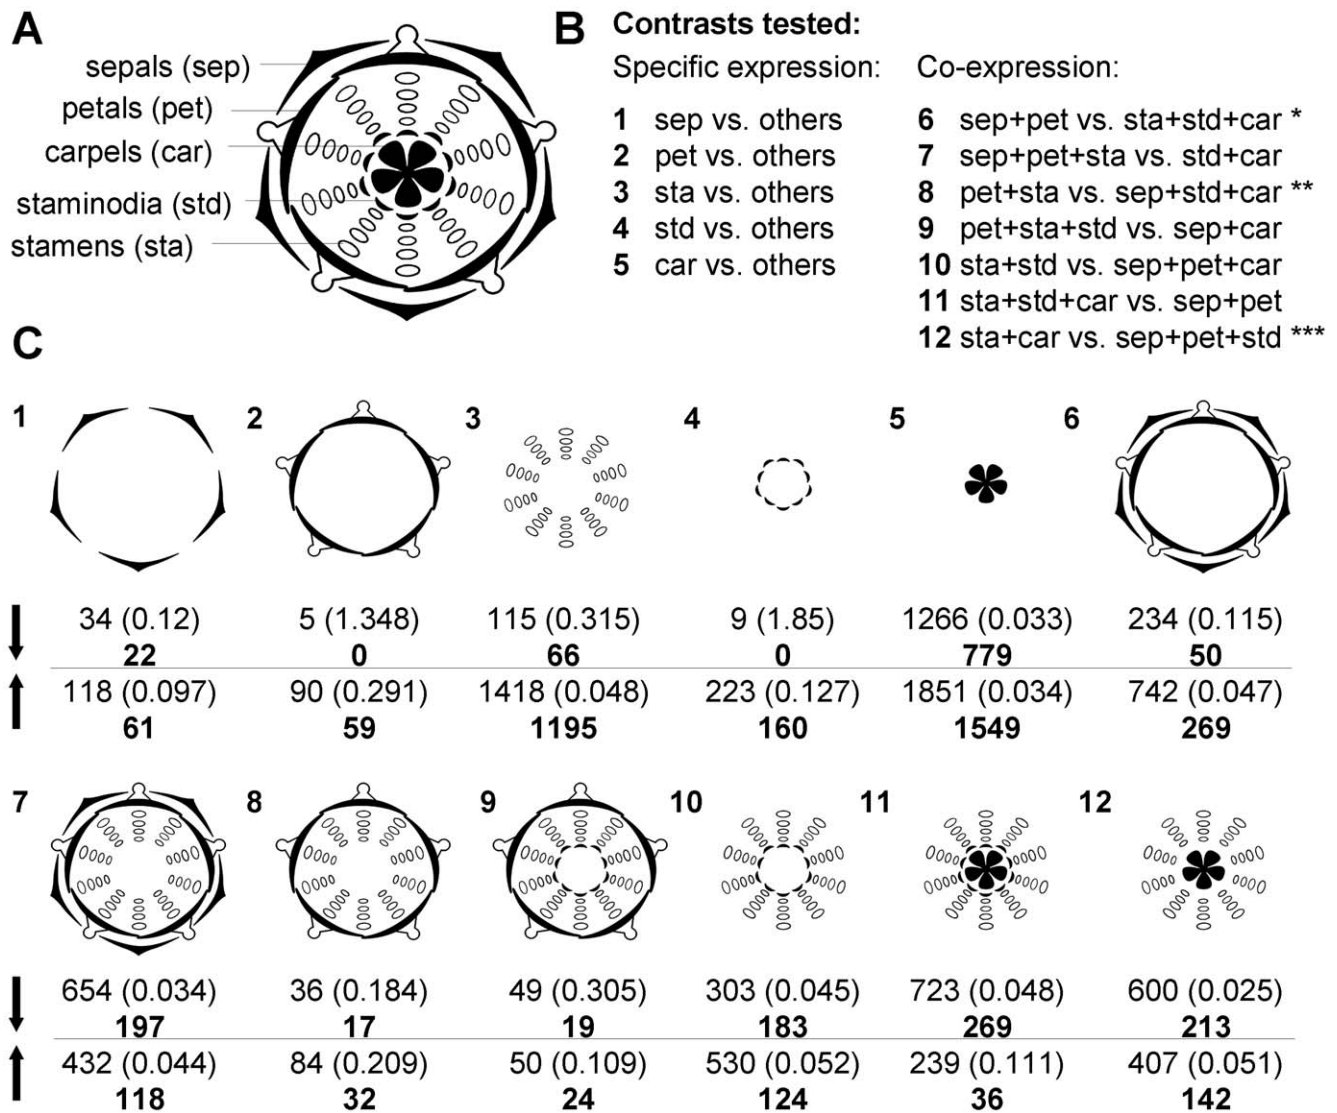 A
sepals (sep)
petals (pet)
carpels (car)
staminodia (std)
stamens (sta)
B Contrasts tested:
Specific expression:
1 sep vs. others
2 pet vs. others
3 sta vs. others
4 std vs. others
5 car vs. others
Co-expression:
6 sep+pet vs. sta+std+car *
7 sep+pet+sta vs. std+car
8 pet+sta vs. sep+std+car **
9 pet+sta+std vs. sep+car
10 sta+std vs. sep+pet+car
11 sta+std+car vs. sep+pet
12 sta+car vs. sep+pet+std ***
C
1 2 3 4 5 6
34 (0.12) 5 (1.348) 115 (0.315) 9 (1.85) 1266 (0.033) 234 (0.115)
22 0 66 0 779 50
118 (0.097) 90 (0.291) 1418 (0.048) 223 (0.127) 1851 (0.034) 742 (0.047)
61 59 1195 160 1549 269
7 8 9 10 11 12
654 (0.034) 36 (0.184) 49 (0.305) 303 (0.045) 723 (0.048) 600 (0.025)
197 17 19 183 269 213
432 (0.044) 84 (0.209) 50 (0.109) 530 (0.052) 239 (0.111) 407 (0.051)
118 32 24 124 36 142